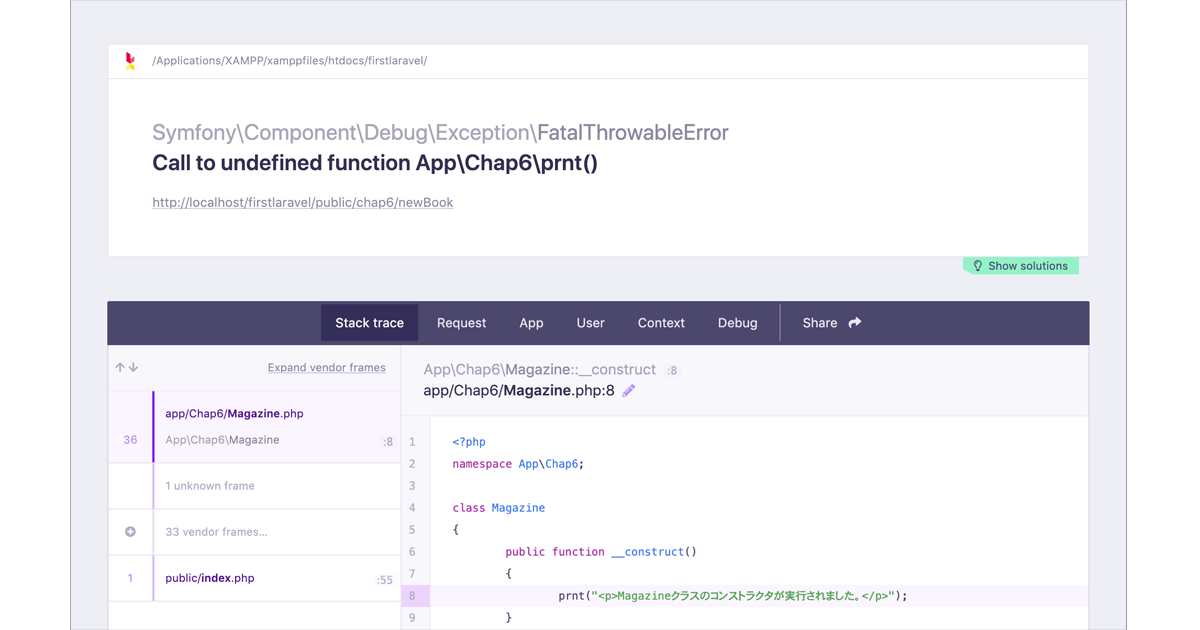 /Applications/XAMPP/xamppfiles/htdocs/firstlaravel/
Symfony\Component\Debug\Exception\FatalThrowableError
Call to undefined function App\Chap6\prnt()
http://localhost/firstlaravel/public/chap6/newBook
Show solutions
Stack trace Request App User Context Debug Share
Expand vendor frames
app/Chap6/Magazine.php
36 App\Chap6\Magazine :8
1 unknown frame
33 vendor frames...
1 public/index.php :55
App\Chap6\Magazine::__construct :8
app/Chap6/Magazine.php:8
1 <?php
2 namespace App\Chap6;
3
4 class Magazine
5 {
6 public function __construct()
7 {
8 prnt("<p>Magazineクラスのコンストラクタが実行されました。</p>");
9 }